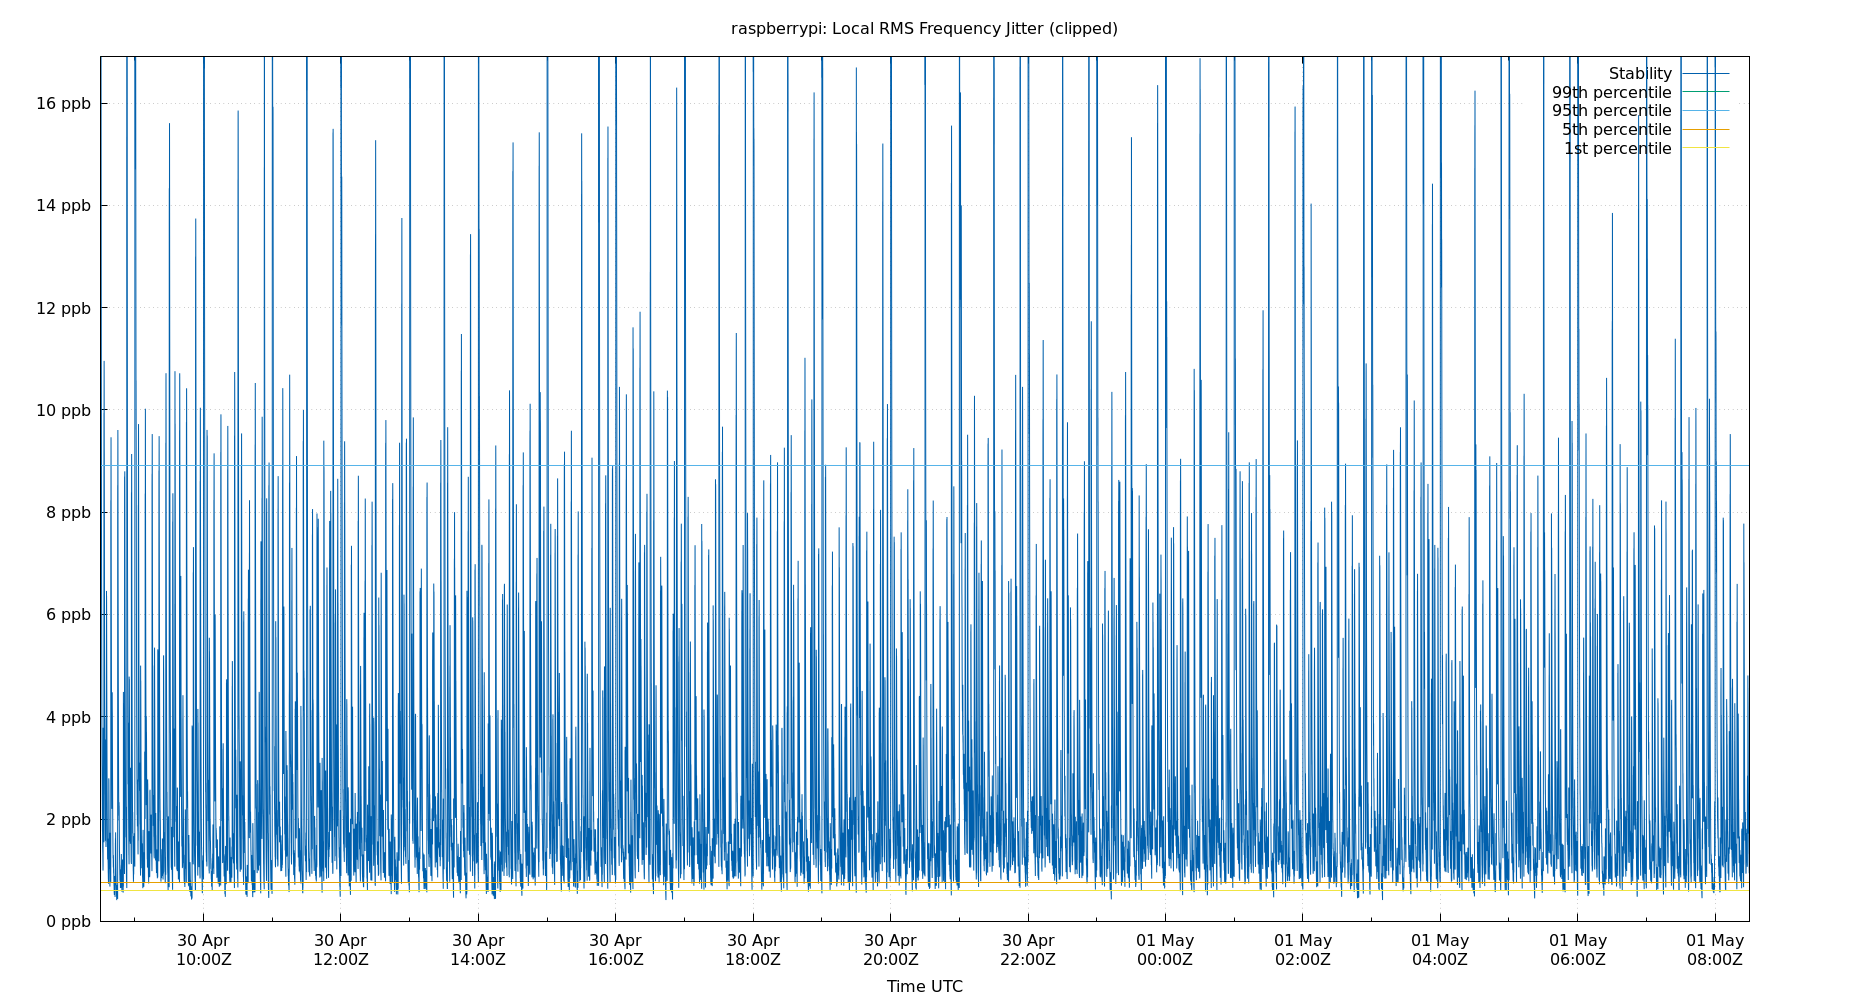 raspberrypi: Local RMS Frequency Jitter (clipped)
Stability
99th percentile
95th percentile
5th percentile
1st percentile
16 ppb
14 ppb
12 ppb
10 ppb
8 ppb
6 ppb
4 ppb
2 ppb
0 ppb
30 Apr 30 Apr 30 Apr 30 Apr 30 Apr 30 Apr 30 Apr 01 May 01 May 01 May 01 May 01 May
10:00Z 12:00Z 14:00Z 16:00Z 18:00Z 20:00Z 22:00Z 00:00Z 02:00Z 04:00Z 06:00Z 08:00Z
Time UTC